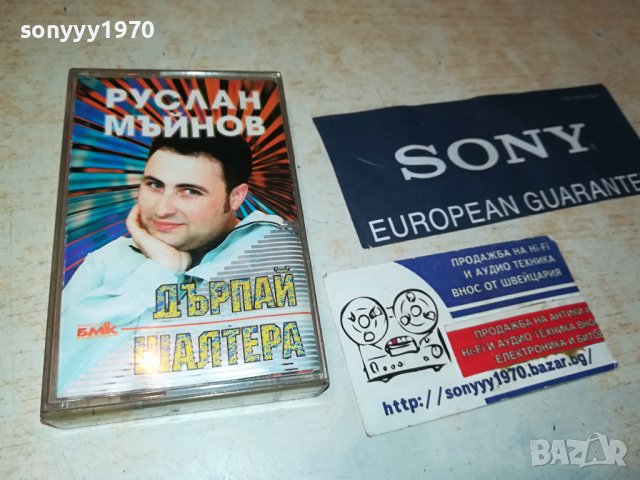 sonyyy1970
РУСЛАН
МЪЙНОВ
ДЪРПАЙ
ШАЛТЕРА
БМК
SONY
EUROPEAN GUARANTE
ПРОДАЖБА НА Hi-Fi
И АУДИО ТЕХНИКА
ВНОС ОТ ШВЕЙЦАРИЯ
ПРОДАЖБА НА АНТИКИ И
Hi-Fi И АУДИО ТЕХНИКА ВНО
ЕЛЕКТРОНИКА И БИТО
http://sonyyy1970.bazar.bg/
BAZAR
bg